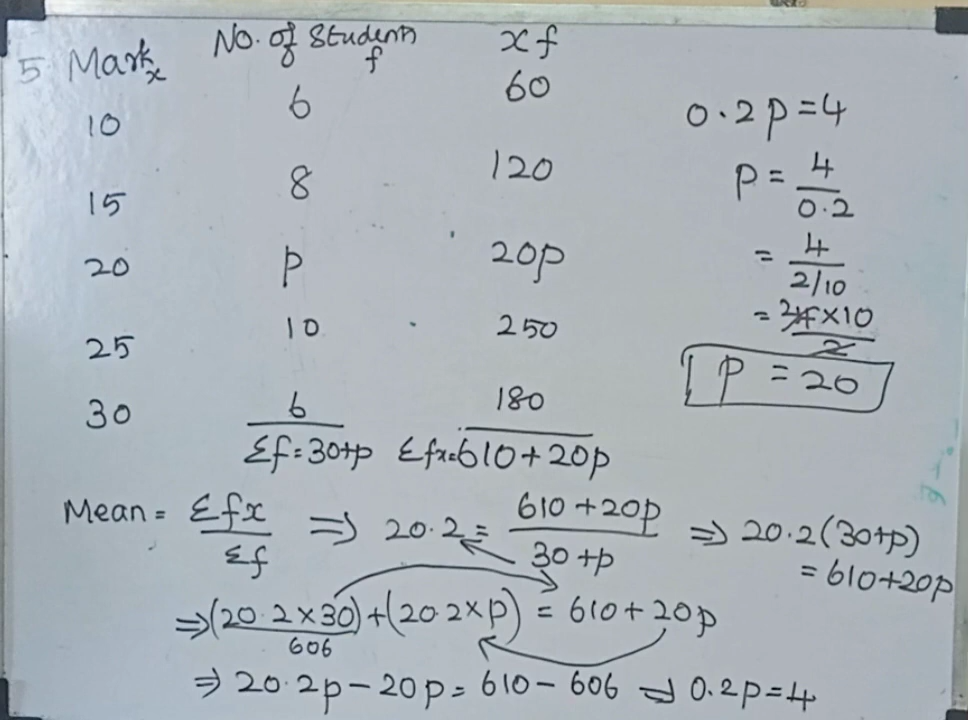 5 Mark x No. of Students f xf
10 6 60
15 8 120
20 p 20p
25 10 250
30 6 180
Σf = 30+p Σfx = 610 + 20p
Mean = Σfx / Σf ⇒ 20.2 = 610 + 20p / 30 + p ⇒ 20.2(30+p)
= 610+20p
⇒ (20.2 × 30) + (20.2 × p) = 610 + 20p
606
⇒ 20.2p - 20p = 610 - 606 ⇒ 0.2p = 4
0.2p = 4
p = 4 / 0.2
= 4 / 2/10
= 4 × 10 / 2
p = 20